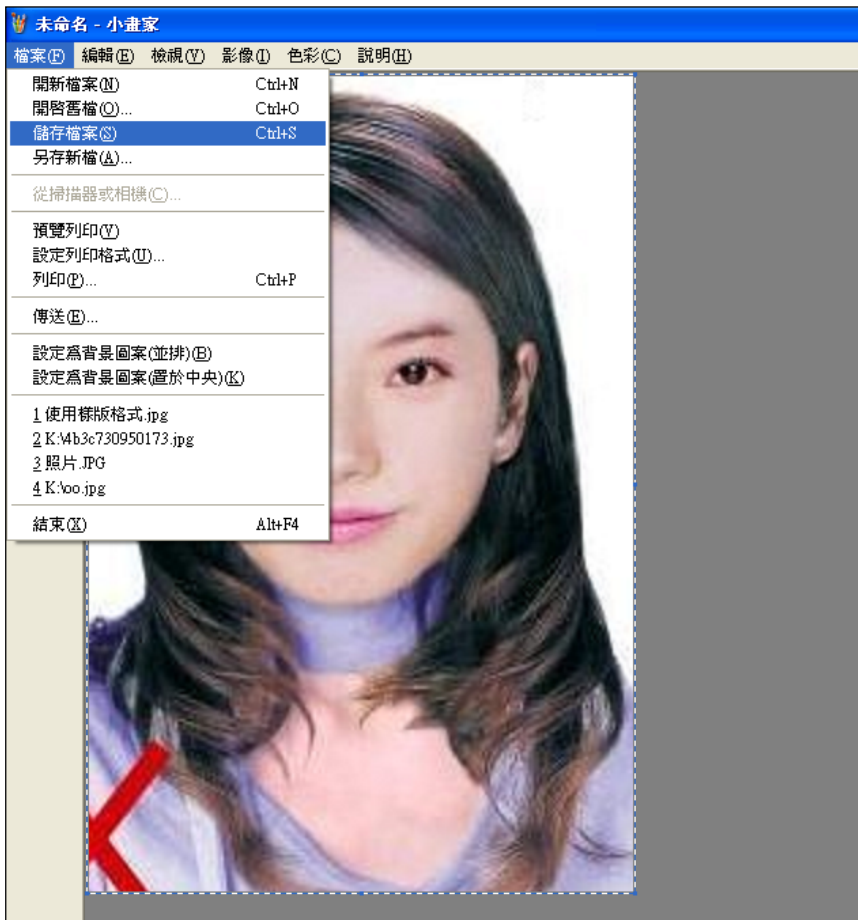 未命名 - 小畫家
檔案(F) 編輯(E) 檢視(V) 影像(I) 色彩(C) 說明(H)
開新檔案(N) Ctrl+N
開啓舊檔(O)... Ctrl+O
儲存檔案(S) Ctrl+S
另存新檔(A)...
從掃描器或相機(C)...
預覽列印(V)
設定列印格式(U)...
列印(P)... Ctrl+P
傳送(E)...
設定爲背景圖案(並排)(B)
設定爲背景圖案(置於中央)(K)
1 使用樣版格式.jpg
2 K:\4b3c730950173.jpg
3 照片.JPG
4 K:\oo.jpg
結束(X) Alt+F4